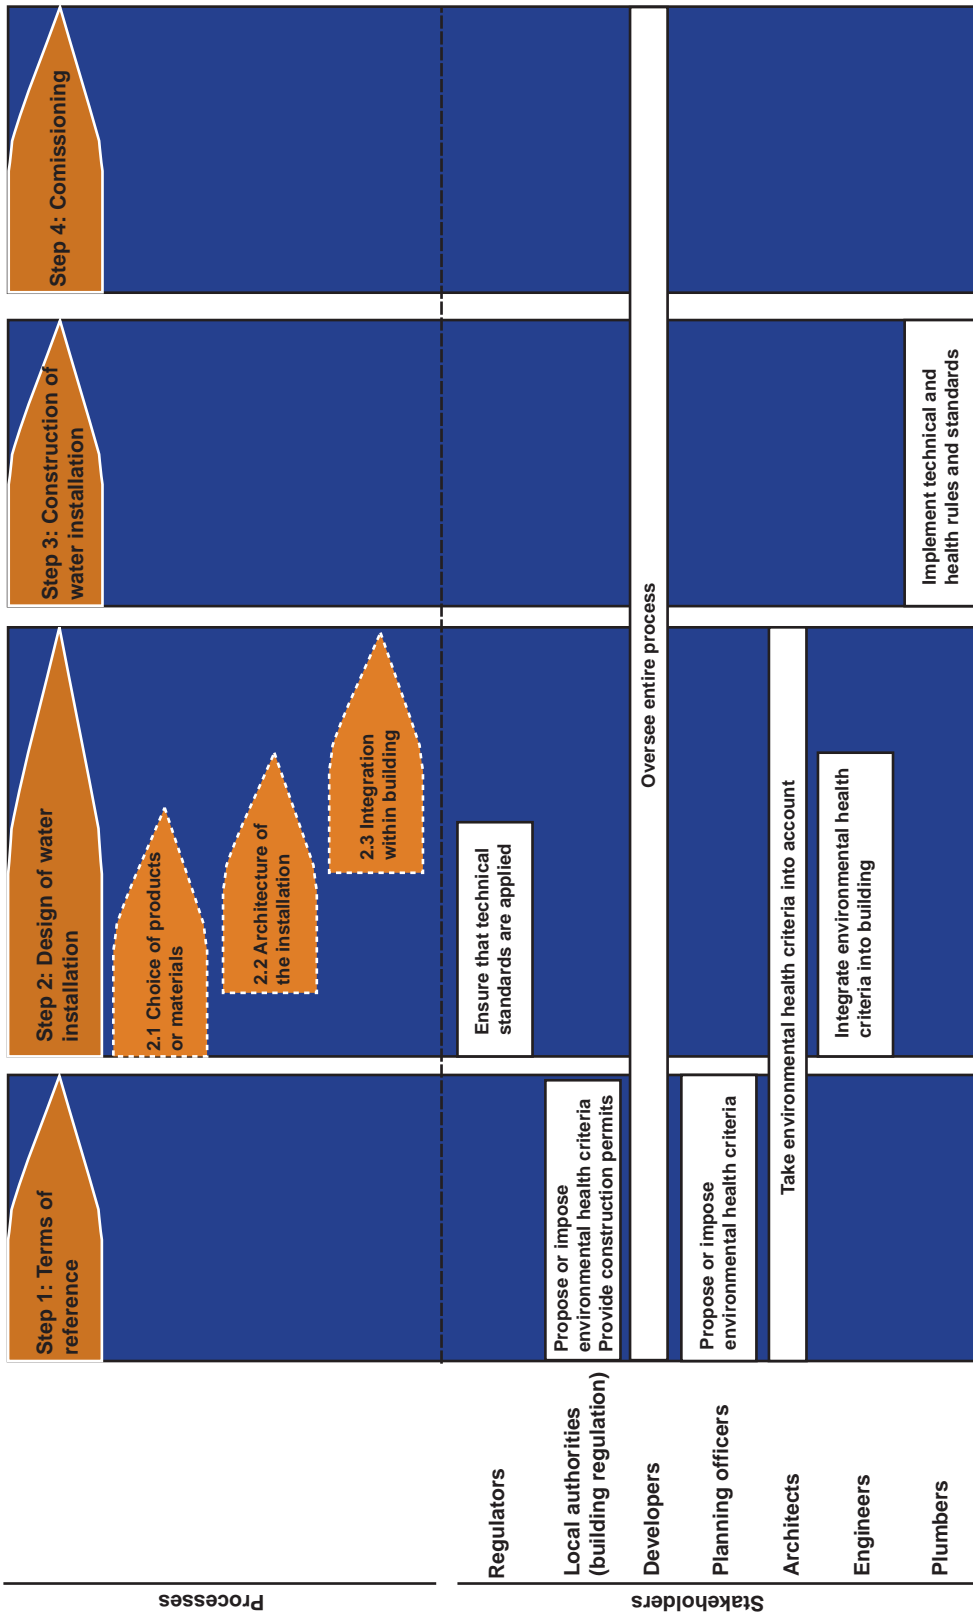 Processes
Step 1: Terms of
reference
Step 2: Design of water
installation
Step 3: Construction of
water installation
Step 4: Comissioning
2.1 Choice of products
or materials
2.2 Architecture of
the installation
2.3 Integration
within building
Stakeholders
Regulators
Ensure that technical
standards are applied
Local authorities
(building regulation)
Propose or impose
environmental health criteria
Provide construction permits
Developers
Oversee entire process
Planning officers
Propose or impose
environmental health criteria
Architects
Take environmental health criteria into account
Engineers
Integrate environmental health
criteria into building
Plumbers
Implement technical and
health rules and standards